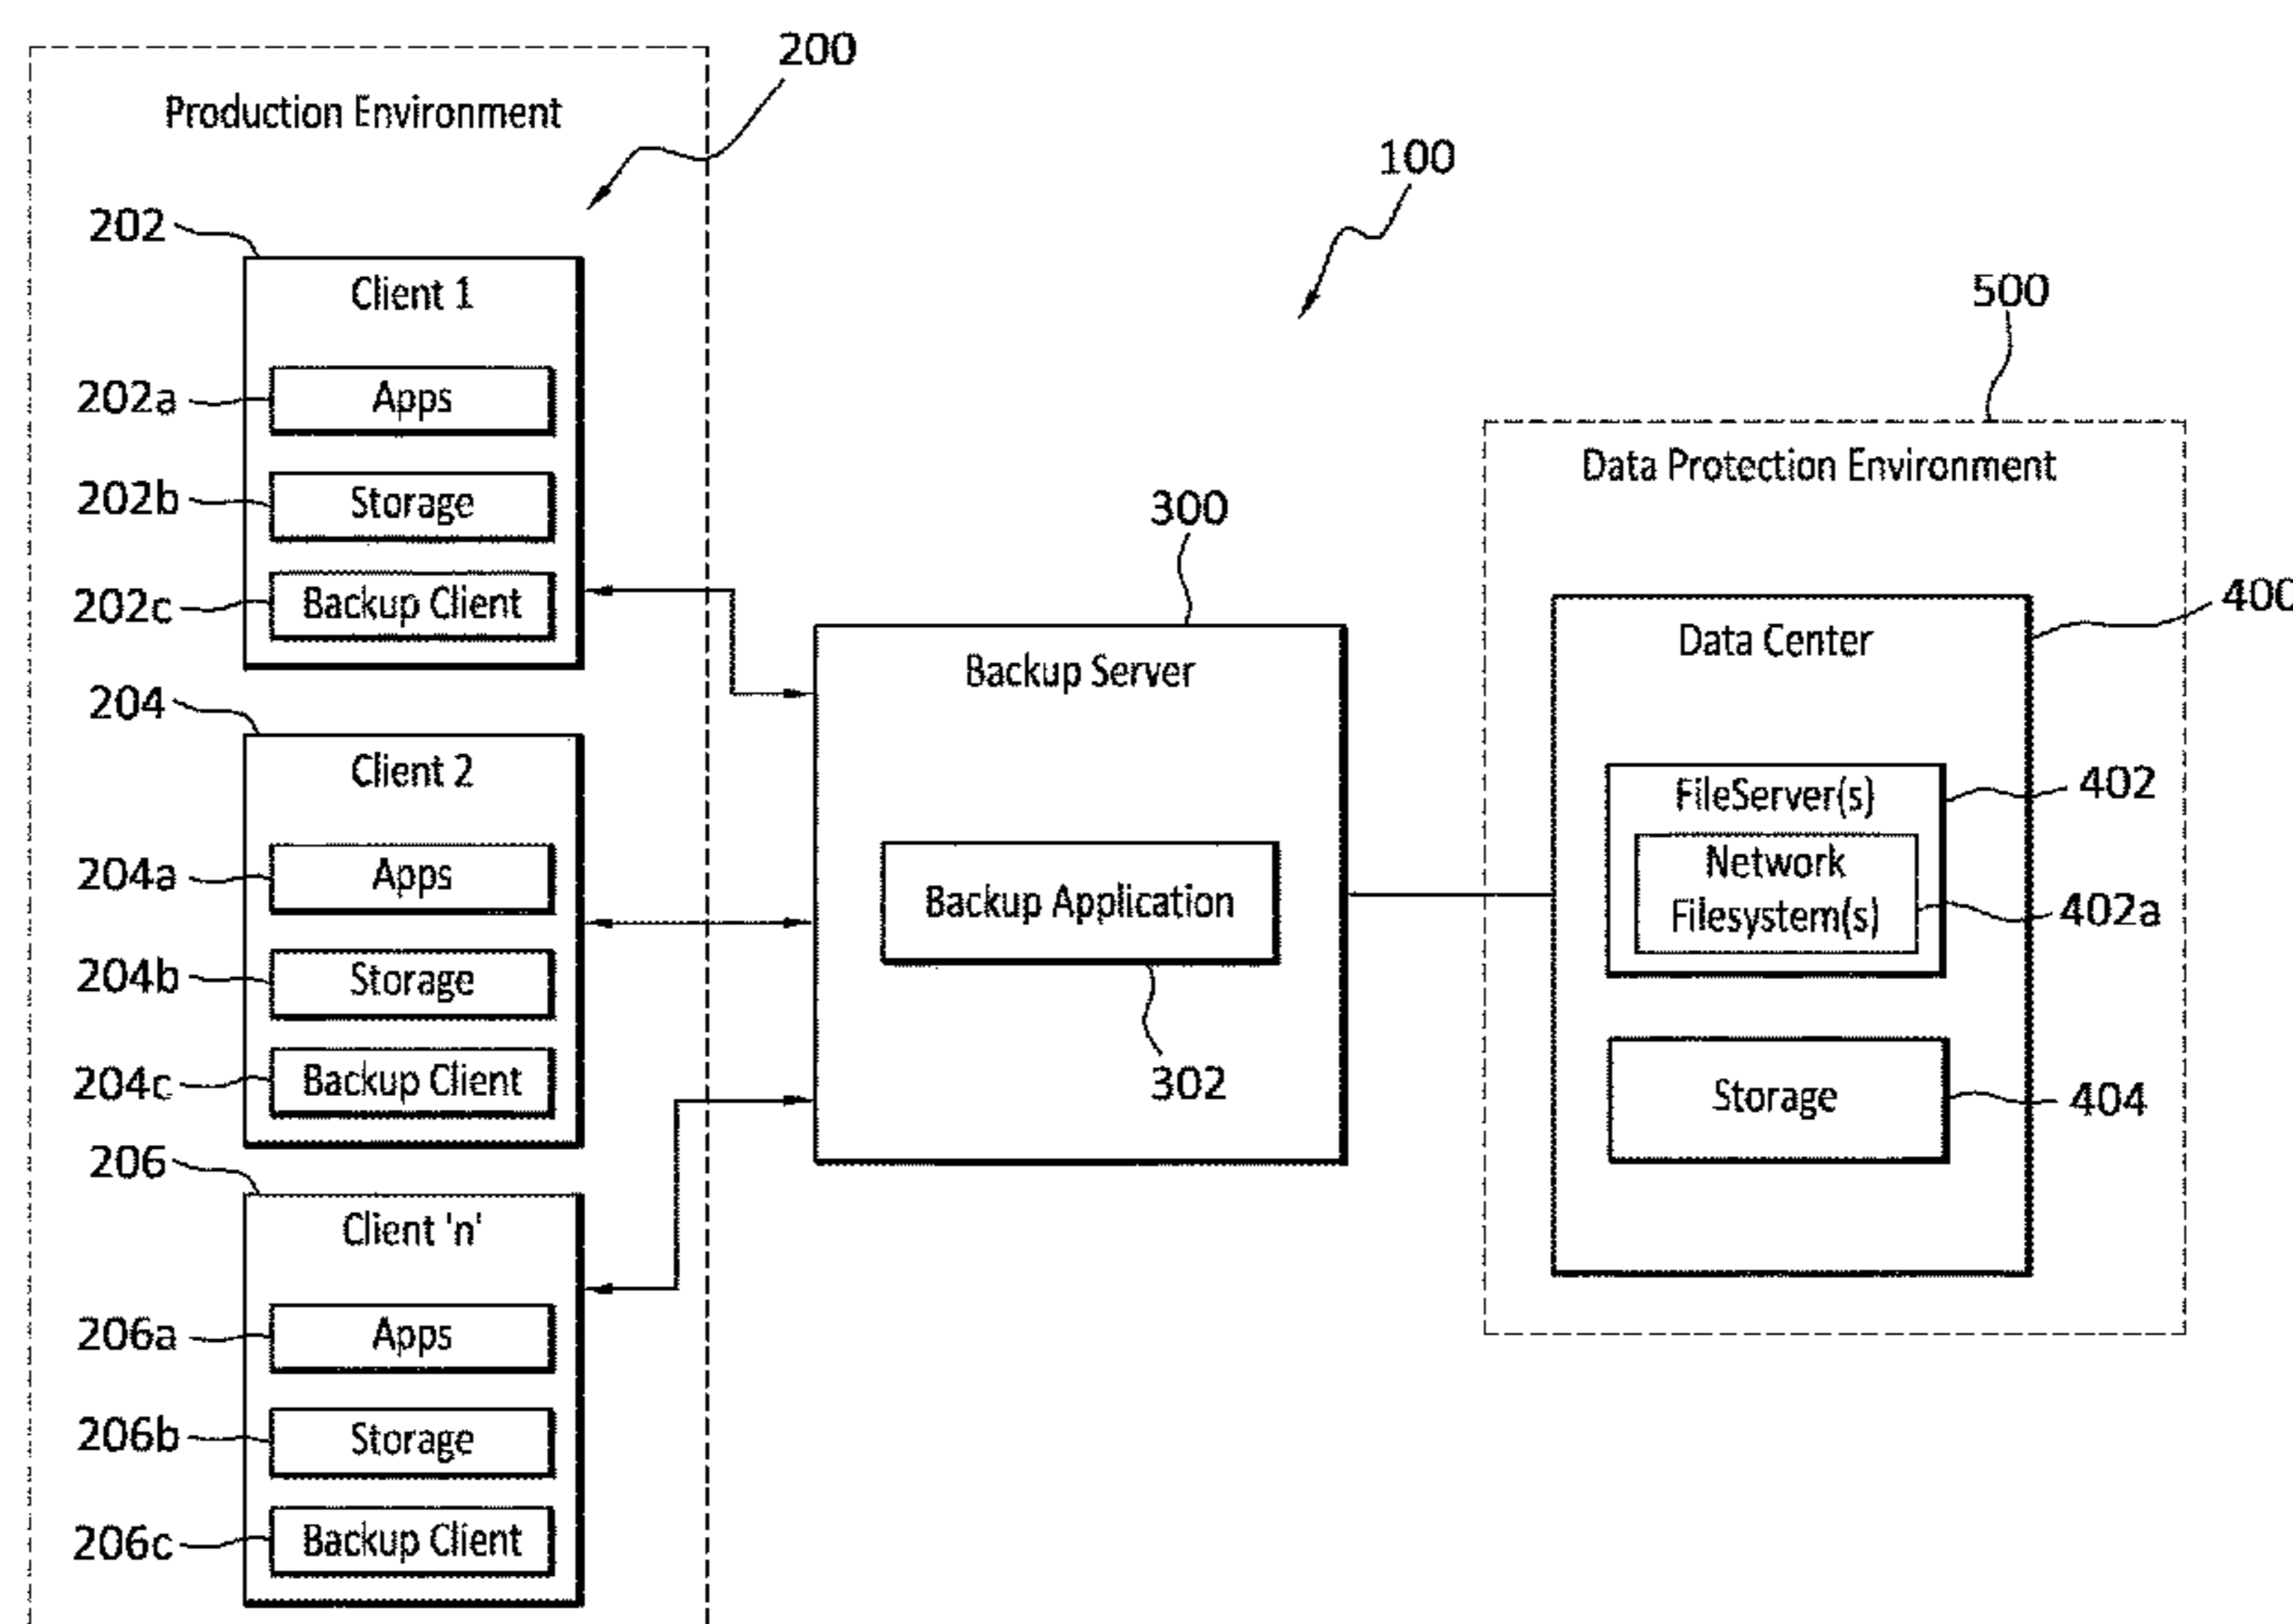 200
Production Environment
100
202
Client 1
202a
Apps
202b
Storage
202c
Backup Client
204
Client 2
204a
Apps
204b
Storage
204c
Backup Client
206
Client 'n'
206a
Apps
206b
Storage
206c
Backup Client
300
Backup Server
Backup Application
302
500
Data Protection Environment
400
Data Center
FileServer(s)
402
Network
Filesystem(s)
402a
Storage
404